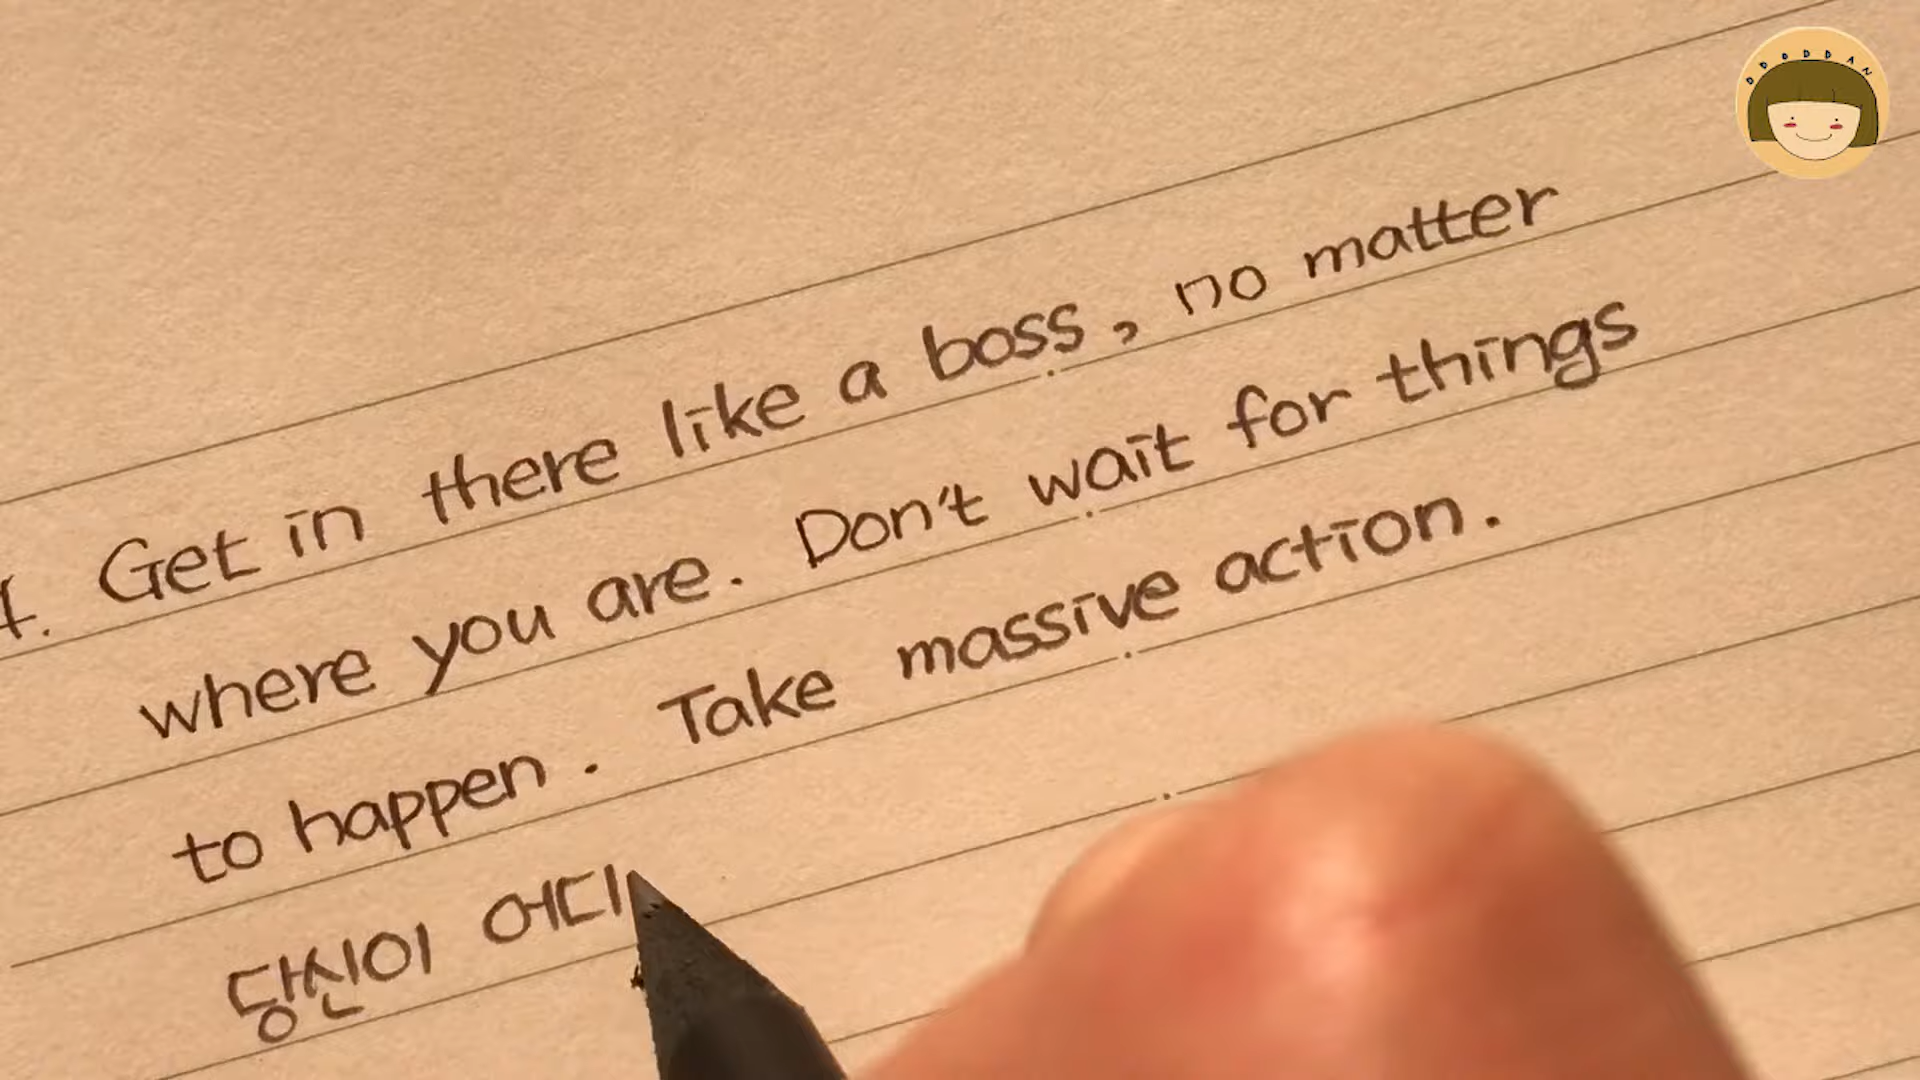 4. Get in there like a boss, no matter
where you are. Don't wait for things
to happen. Take massive action.
당신이 어디